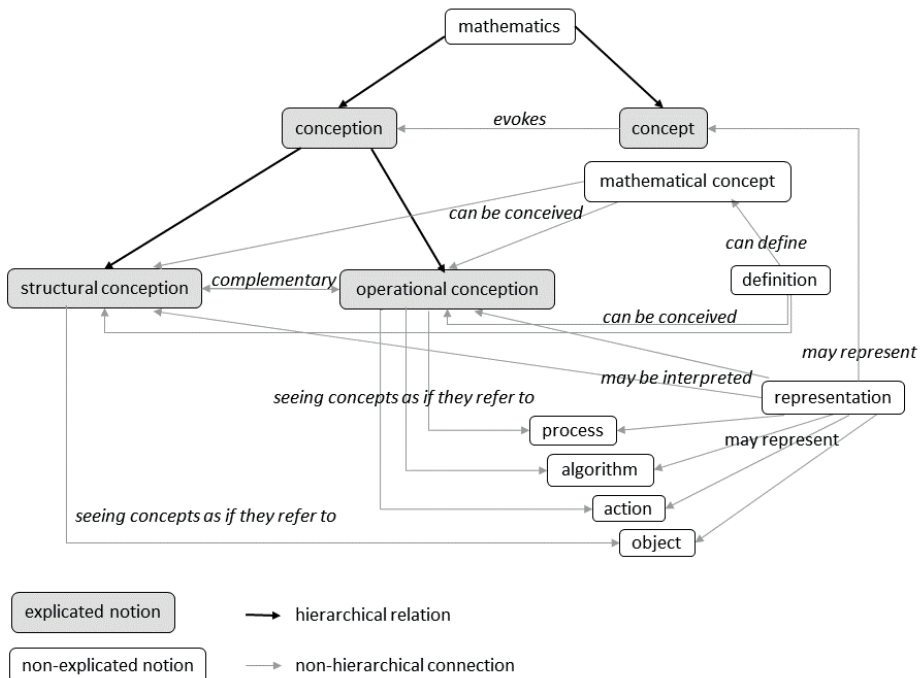 mathematics
conception
evokes
concept
mathematical concept
can be conceived
can define
structural conception
complementary
operational conception
definition
can be conceived
may represent
may be interpreted
representation
seeing concepts as if they refer to
process
may represent
algorithm
action
seeing concepts as if they refer to
object
explicated notion
hierarchical relation
non-explicated notion
non-hierarchical connection